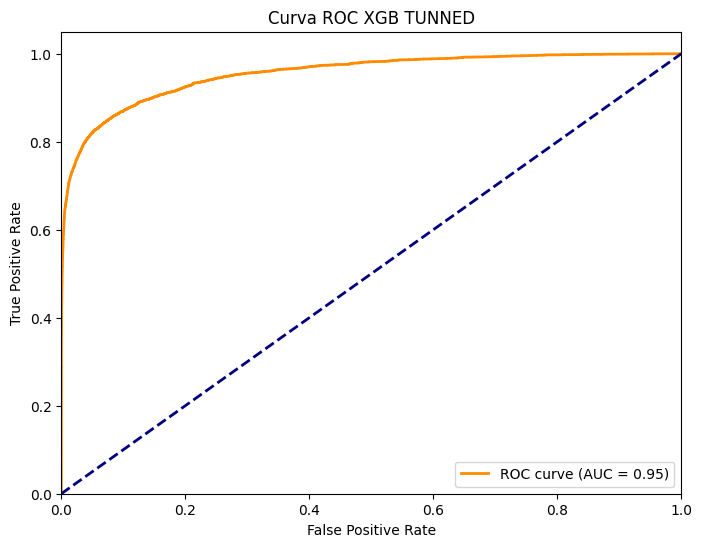 Curva ROC XGB TUNNED
True Positive Rate
1.0
0.8
0.6
0.4
0.2
0.0
ROC curve (AUC = 0.95)
0.0 0.2 0.4 0.6 0.8 1.0
False Positive Rate